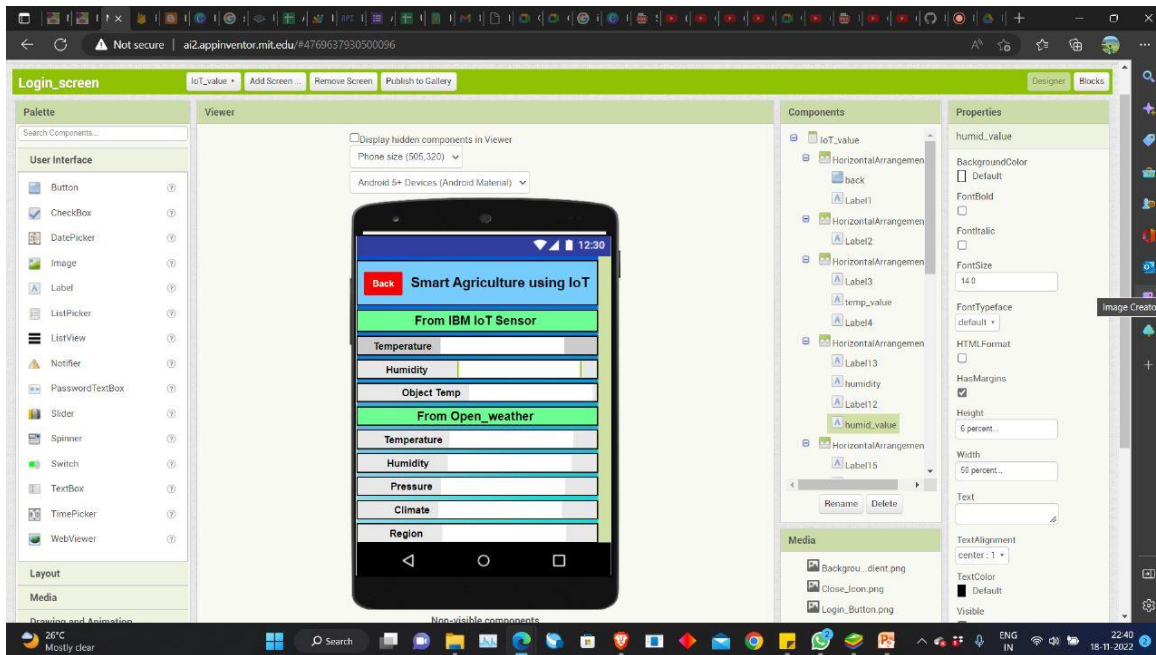 Not secure | ai2.appinventor.mit.edu/#4769637930500096
Login_screen
IoT_value
Add Screen ...
Remove Screen
Publish to Gallery
Designer
Blocks
Palette
Search Components...
User Interface
Button
CheckBox
DatePicker
Image
Label
ListPicker
ListView
Notifier
PasswordTextBox
Slider
Spinner
Switch
TextBox
TimePicker
WebViewer
Layout
Media
Drawing and Animation
Viewer
Display hidden components in Viewer
Phone size (505,320)
Android 5+ Devices (Android Material)
12:30
Back
Smart Agriculture using IoT
From IBM IoT Sensor
Temperature
Humidity
Object Temp
From Open_weather
Temperature
Humidity
Pressure
Climate
Region
Non-visible components
Components
IoT_value
HorizontalArrangemen
back
Label1
HorizontalArrangemen
Label2
HorizontalArrangemen
Label3
temp_value
Label4
HorizontalArrangemen
Label13
humidity
Label12
humid_value
HorizontalArrangemen
Label15
Rename
Delete
Media
Backgrou...dient.png
Close_Icon.png
Login_Button.png
Properties
humid_value
BackgroundColor
Default
FontBold
FontItalic
FontSize
14.0
FontTypeface
default
HTMLFormat
HasMargins
Height
6 percent...
Width
50 percent...
Text
TextAlignment
center : 1
TextColor
Default
Visible
Image Creato
26°C
Mostly clear
Search
ENG
IN
22:40
18-11-2022